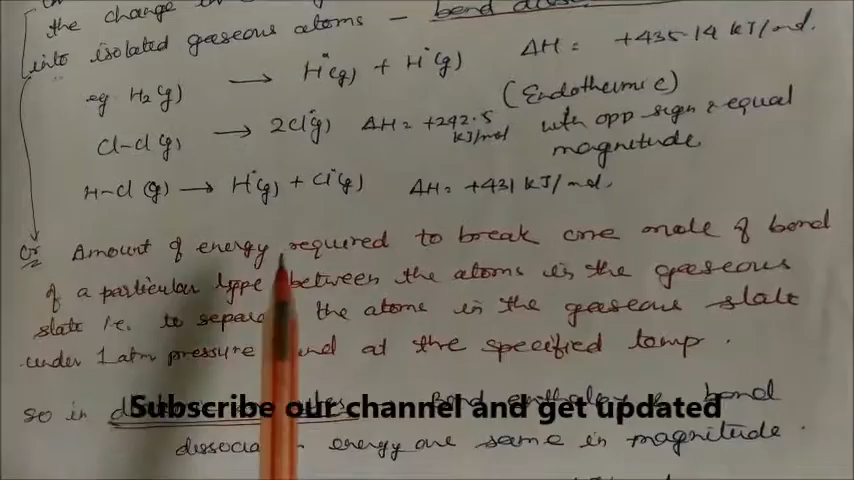 the change in
into isolated gaseous atoms – bond disso
eg H2(g) ⟶ H•(g) + H•(g) ΔH = +435.14 KJ/mol.
(Endothermic)
Cl–Cl(g) ⟶ 2Cl•(g) ΔH = +242.5 KJ/mol with opp sign & equal magnitude
H–Cl (g) ⟶ H•(g) + Cl•(g) ΔH = +431 KJ/mol.
Or Amount of energy required to break one mole of bond
of a particular type between the atoms in the gaseous
state i.e. to separa the atoms in the gaseous state
under 1 atm pressure and at the specified temp.
so in Bond enthalpy & bond
Subscribe our channel and get updated
dissocia energy are same in magnitude.